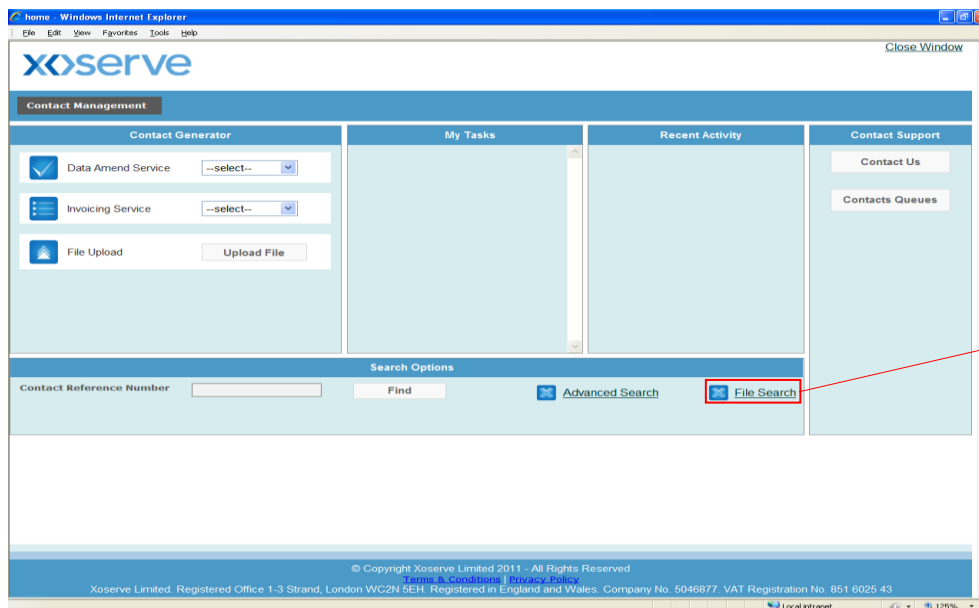 home - Windows Internet Explorer
File Edit View Favorites Tools Help
Close Window
xoserve
Contact Management
Contact Generator
My Tasks
Recent Activity
Contact Support
Data Amend Service --select--
Contact Us
Invoicing Service --select--
Contacts Queues
File Upload Upload File
Search Options
Contact Reference Number Find Advanced Search File Search
© Copyright Xoserve Limited 2011 - All Rights Reserved
Terms & Conditions | Privacy Policy
Xoserve Limited. Registered Office 1-3 Strand, London WC2N 5EH. Registered in England and Wales. Company No. 5046877. VAT Registration No. 851 6025 43
Local intranet 125%